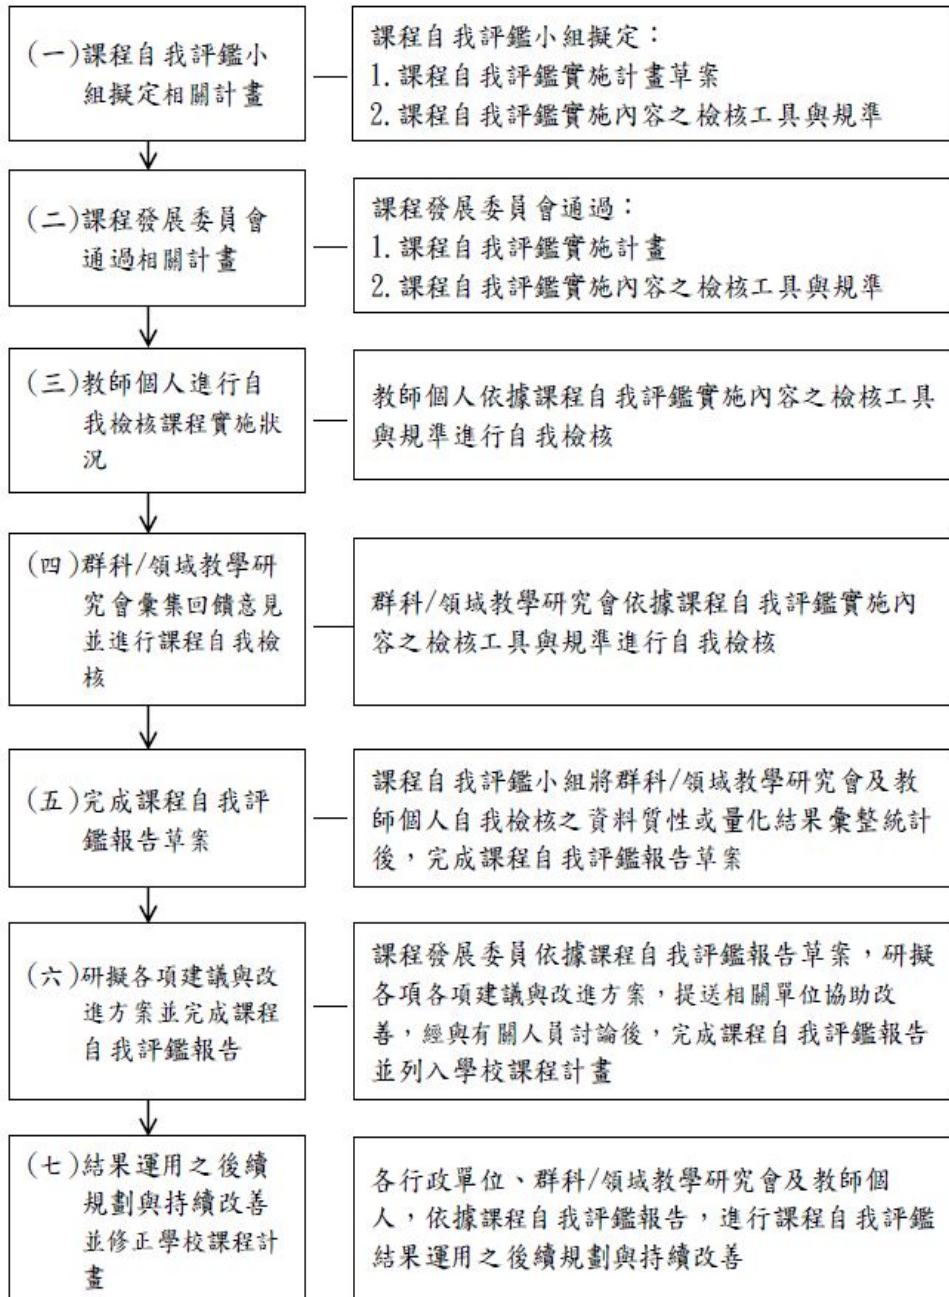 (一)課程自我評鑑小
組擬定相關計畫
課程自我評鑑小組擬定：
1.課程自我評鑑實施計畫草案
2.課程自我評鑑實施內容之檢核工具與規準
(二)課程發展委員會
通過相關計畫
課程發展委員會通過：
1.課程自我評鑑實施計畫
2.課程自我評鑑實施內容之檢核工具與規準
(三)教師個人進行自
我檢核課程實施狀
況
教師個人依據課程自我評鑑實施內容之檢核工具
與規準進行自我檢核
(四)群科/領域教學研
究會彙集回饋意見
並進行課程自我檢
核
群科/領域教學研究會依據課程自我評鑑實施內
容之檢核工具與規準進行自我檢核
(五)完成課程自我評
鑑報告草案
課程自我評鑑小組將群科/領域教學研究會及教
師個人自我檢核之資料質性或量化結果彙整統計
後，完成課程自我評鑑報告草案
(六)研擬各項建議與改
進方案並完成課程
自我評鑑報告
課程發展委員依據課程自我評鑑報告草案，研擬
各項各項建議與改進方案，提送相關單位協助改
善，經與有關人員討論後，完成課程自我評鑑報告
並列入學校課程計畫
(七)結果運用之後續
規劃與持續改善
並修正學校課程計
畫
各行政單位、群科/領域教學研究會及教師個
人，依據課程自我評鑑報告，進行課程自我評鑑
結果運用之後續規劃與持續改善